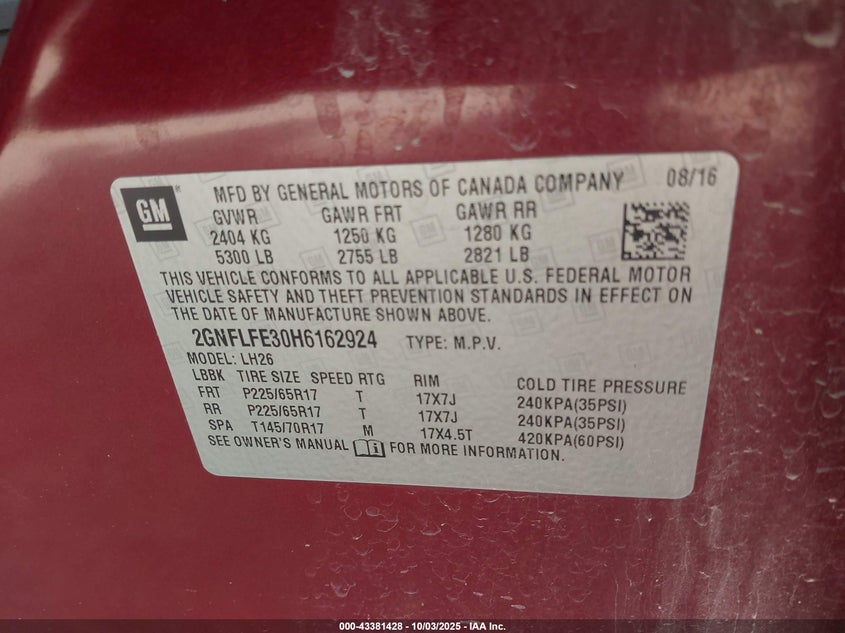 GM
MFD BY GENERAL MOTORS OF CANADA COMPANY 08/16
GVWR GAWR FRT GAWR RR
2404 KG 1250 KG 1280 KG
5300 LB 2755 LB 2821 LB
THIS VEHICLE CONFORMS TO ALL APPLICABLE U.S. FEDERAL MOTOR
VEHICLE SAFETY AND THEFT PREVENTION STANDARDS IN EFFECT ON
THE DATE OF MANUFACTURE SHOWN ABOVE.
2GNFLFE30H6162924 TYPE: M.P.V.
MODEL: LH26
LBBK TIRE SIZE SPEED RTG RIM COLD TIRE PRESSURE
FRT P225/65R17 T 17X7J 240KPA(35PSI)
RR P225/65R17 T 17X7J 240KPA(35PSI)
SPA T145/70R17 M 17X4.5T 420KPA(60PSI)
SEE OWNER'S MANUAL FOR MORE INFORMATION.
000-43381428 - 10/03/2025 - IAA Inc.